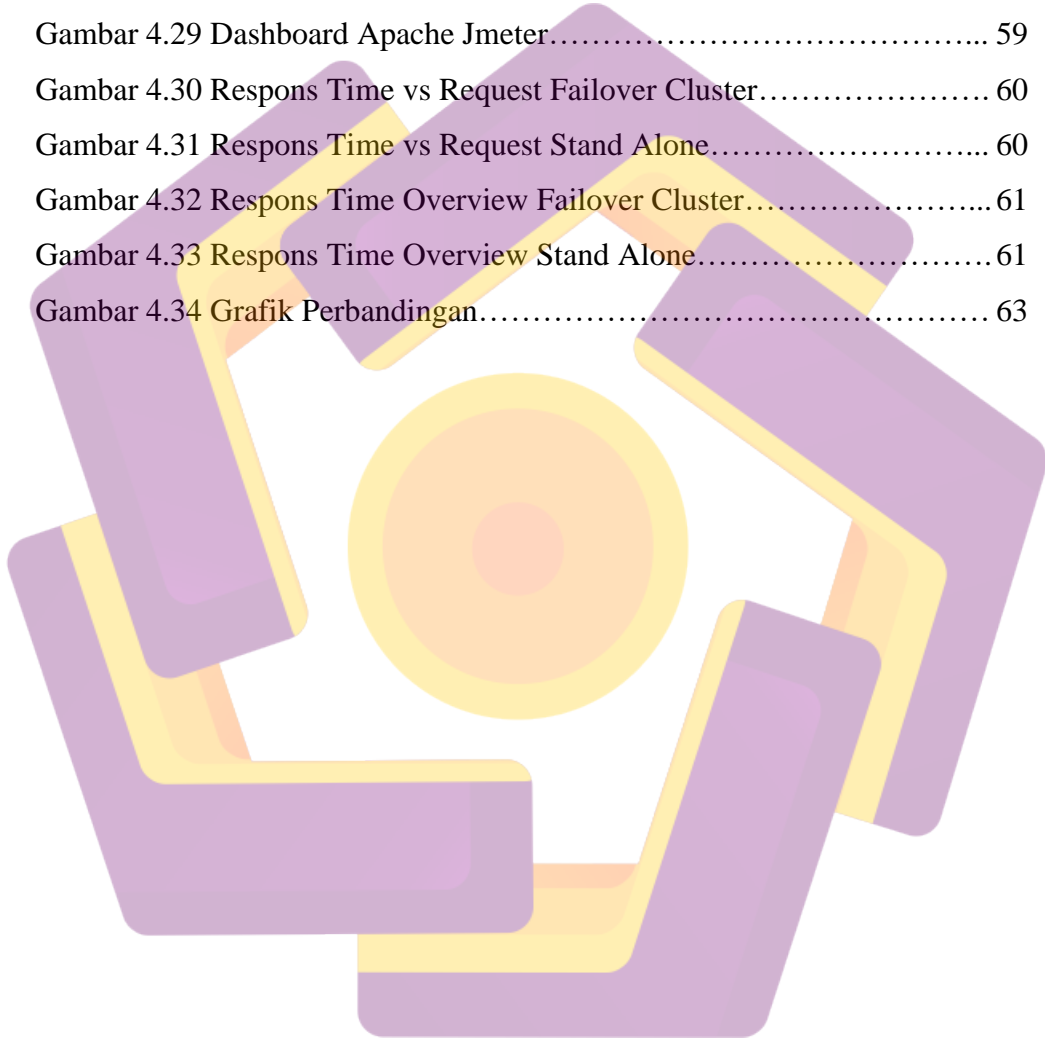 Gambar 4.29 Dashboard Apache Jmeter…………………………………... 59
Gambar 4.30 Respons Time vs Request Failover Cluster…………………. 60
Gambar 4.31 Respons Time vs Request Stand Alone……………………... 60
Gambar 4.32 Respons Time Overview Failover Cluster…………………... 61
Gambar 4.33 Respons Time Overview Stand Alone………………………. 61
Gambar 4.34 Grafik Perbandingan………………………………………… 63